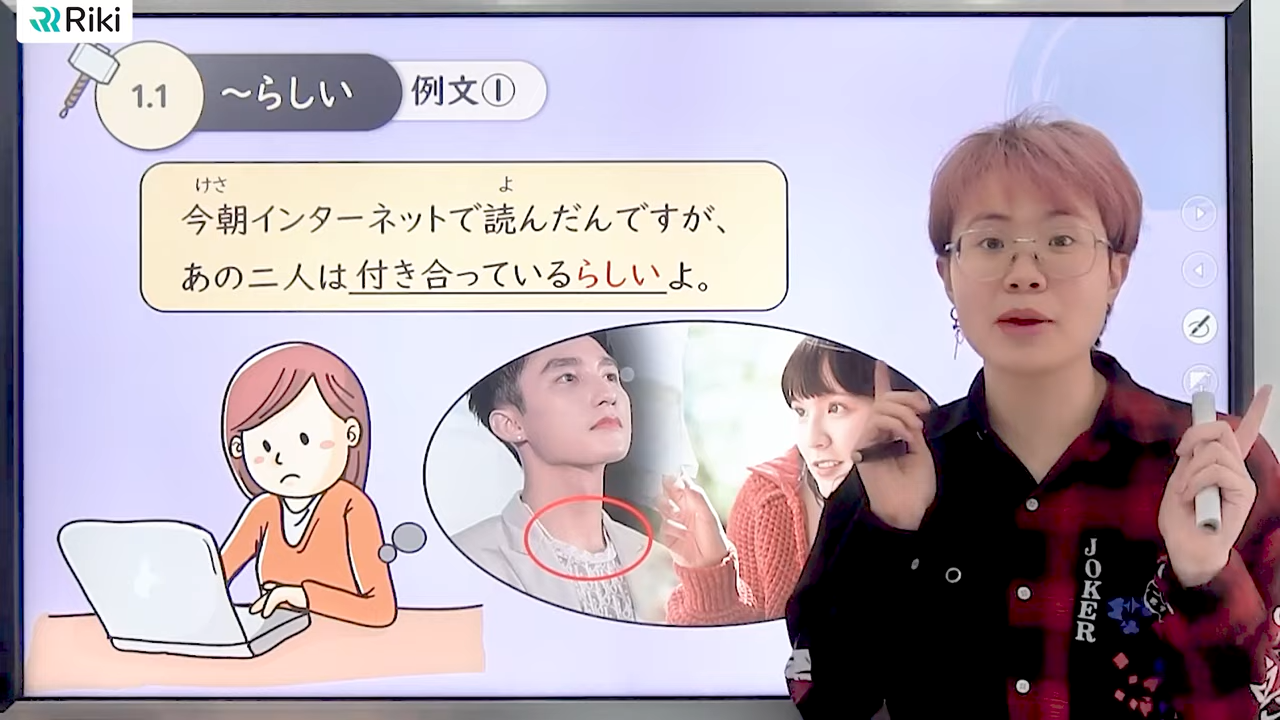 Riki
1.1 ～らしい 例文①
けさ よ
今朝インターネットで読んだんですが、
あの二人は付き合っているらしいよ。
JOKER